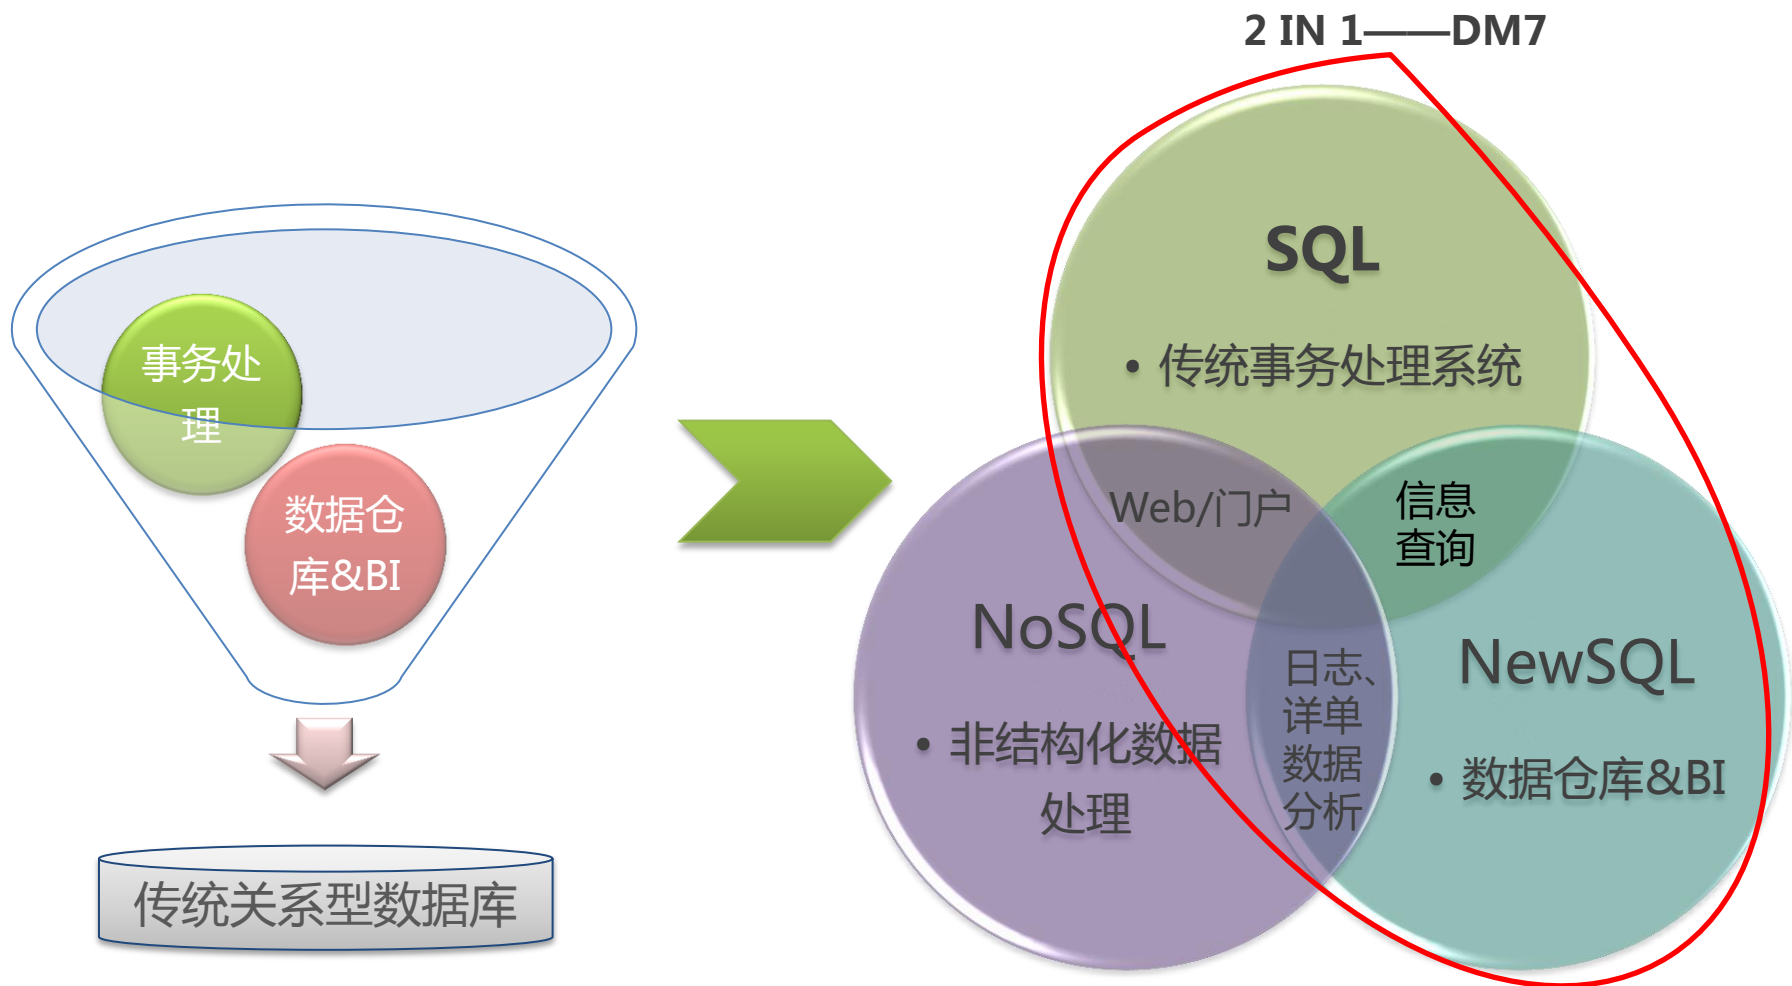 2 IN 1——DM7
事务处
理
数据仓
库&BI
传统关系型数据库
SQL
• 传统事务处理系统
Web/门户
信息
查询
NoSQL
• 非结构化数据
处理
日志、
详单
数据
分析
NewSQL
• 数据仓库&BI